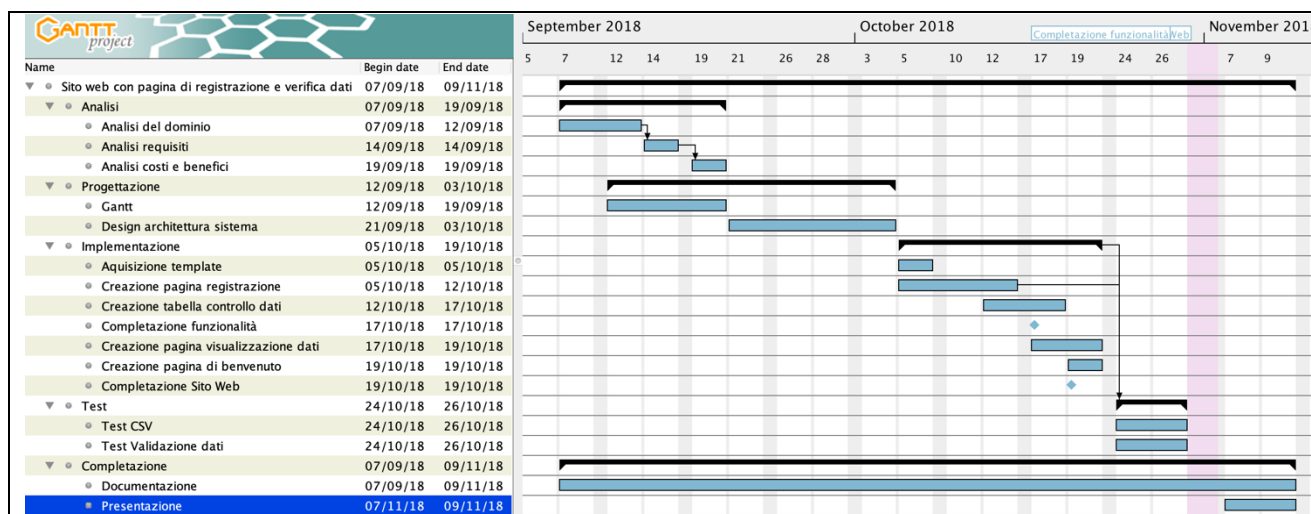 GANTT project
September 2018 October 2018 November 201
Completazione funzionalità Web
5 7 12 14 19 21 26 28 3 5 10 12 17 19 24 26 7 9
Name Begin date End date
Sito web con pagina di registrazione e verifica dati 07/09/18 09/11/18
Analisi 07/09/18 19/09/18
Analisi del dominio 07/09/18 12/09/18
Analisi requisiti 14/09/18 14/09/18
Analisi costi e benefici 19/09/18 19/09/18
Progettazione 12/09/18 03/10/18
Gantt 12/09/18 19/09/18
Design architettura sistema 21/09/18 03/10/18
Implementazione 05/10/18 19/10/18
Aquisizione template 05/10/18 05/10/18
Creazione pagina registrazione 05/10/18 12/10/18
Creazione tabella controllo dati 12/10/18 17/10/18
Completazione funzionalità 17/10/18 17/10/18
Creazione pagina visualizzazione dati 17/10/18 19/10/18
Creazione pagina di benvenuto 19/10/18 19/10/18
Completazione Sito Web 19/10/18 19/10/18
Test 24/10/18 26/10/18
Test CSV 24/10/18 26/10/18
Test Validazione dati 24/10/18 26/10/18
Completazione 07/09/18 09/11/18
Documentazione 07/09/18 09/11/18
Presentazione 07/11/18 09/11/18